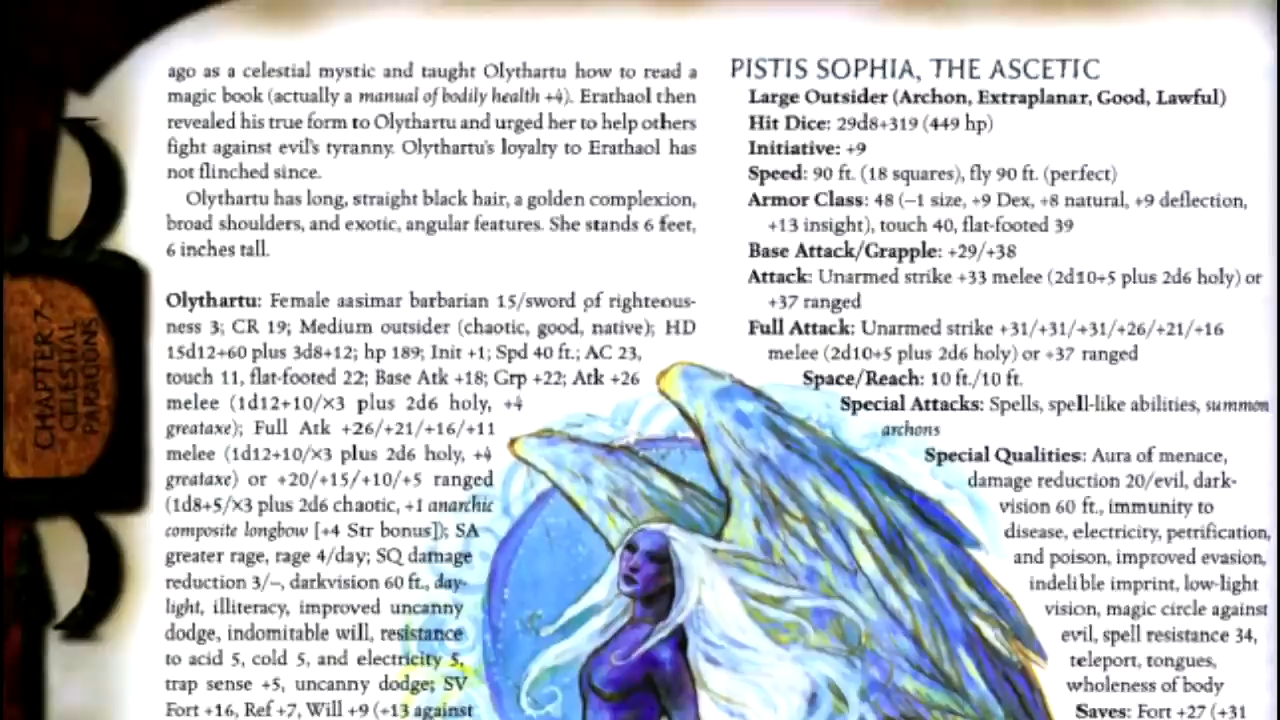 ago as a celestial mystic and taught Olythartu how to read a
magic book (actually a manual of bodily health +4). Erathaol then
revealed his true form to Olythartu and urged her to help others
fight against evil's tyranny. Olythartu's loyalty to Erathaol has
not flinched since.
Olythartu has long, straight black hair, a golden complexion,
broad shoulders, and exotic, angular features. She stands 6 feet,
6 inches tall.
Olythartu: Female aasimar barbarian 15/sword of righteous-
ness 3; CR 19; Medium outsider (chaotic, good, native); HD
15d12+60 plus 3d8+12; hp 189; Init +1; Spd 40 ft.; AC 23,
touch 11, flat-footed 22; Base Atk +18; Grp +22; Atk +26
melee (1d12+10/×3 plus 2d6 holy, +4
greataxe); Full Atk +26/+21/+16/+11
melee (1d12+10/×3 plus 2d6 holy, +4
greataxe) or +20/+15/+10/+5 ranged
(1d8+5/×3 plus 2d6 chaotic, +1 anarchic
composite longbow [+4 Str bonus]); SA
greater rage, rage 4/day; SQ damage
reduction 3/–, darkvision 60 ft., day-
light, illiteracy, improved uncanny
dodge, indomitable will, resistance
to acid 5, cold 5, and electricity 5,
trap sense +5, uncanny dodge; SV
Fort +16, Ref +7, Will +9 (+13 against
PISTIS SOPHIA, THE ASCETIC
Large Outsider (Archon, Extraplanar, Good, Lawful)
Hit Dice: 29d8+319 (449 hp)
Initiative: +9
Speed: 90 ft. (18 squares), fly 90 ft. (perfect)
Armor Class: 48 (–1 size, +9 Dex, +8 natural, +9 deflection,
+13 insight), touch 40, flat-footed 39
Base Attack/Grapple: +29/+38
Attack: Unarmed strike +33 melee (2d10+5 plus 2d6 holy) or
+37 ranged
Full Attack: Unarmed strike +31/+31/+31/+26/+21/+16
melee (2d10+5 plus 2d6 holy) or +37 ranged
Space/Reach: 10 ft./10 ft.
Special Attacks: Spells, spell-like abilities, summon
archons
Special Qualities: Aura of menace,
damage reduction 20/evil, dark-
vision 60 ft., immunity to
disease, electricity, petrification,
and poison, improved evasion,
indelible imprint, low-light
vision, magic circle against
evil, spell resistance 34,
teleport, tongues,
wholeness of body
Saves: Fort +27 (+31
CHAPTER 7
CELESTIAL
PARAGONS